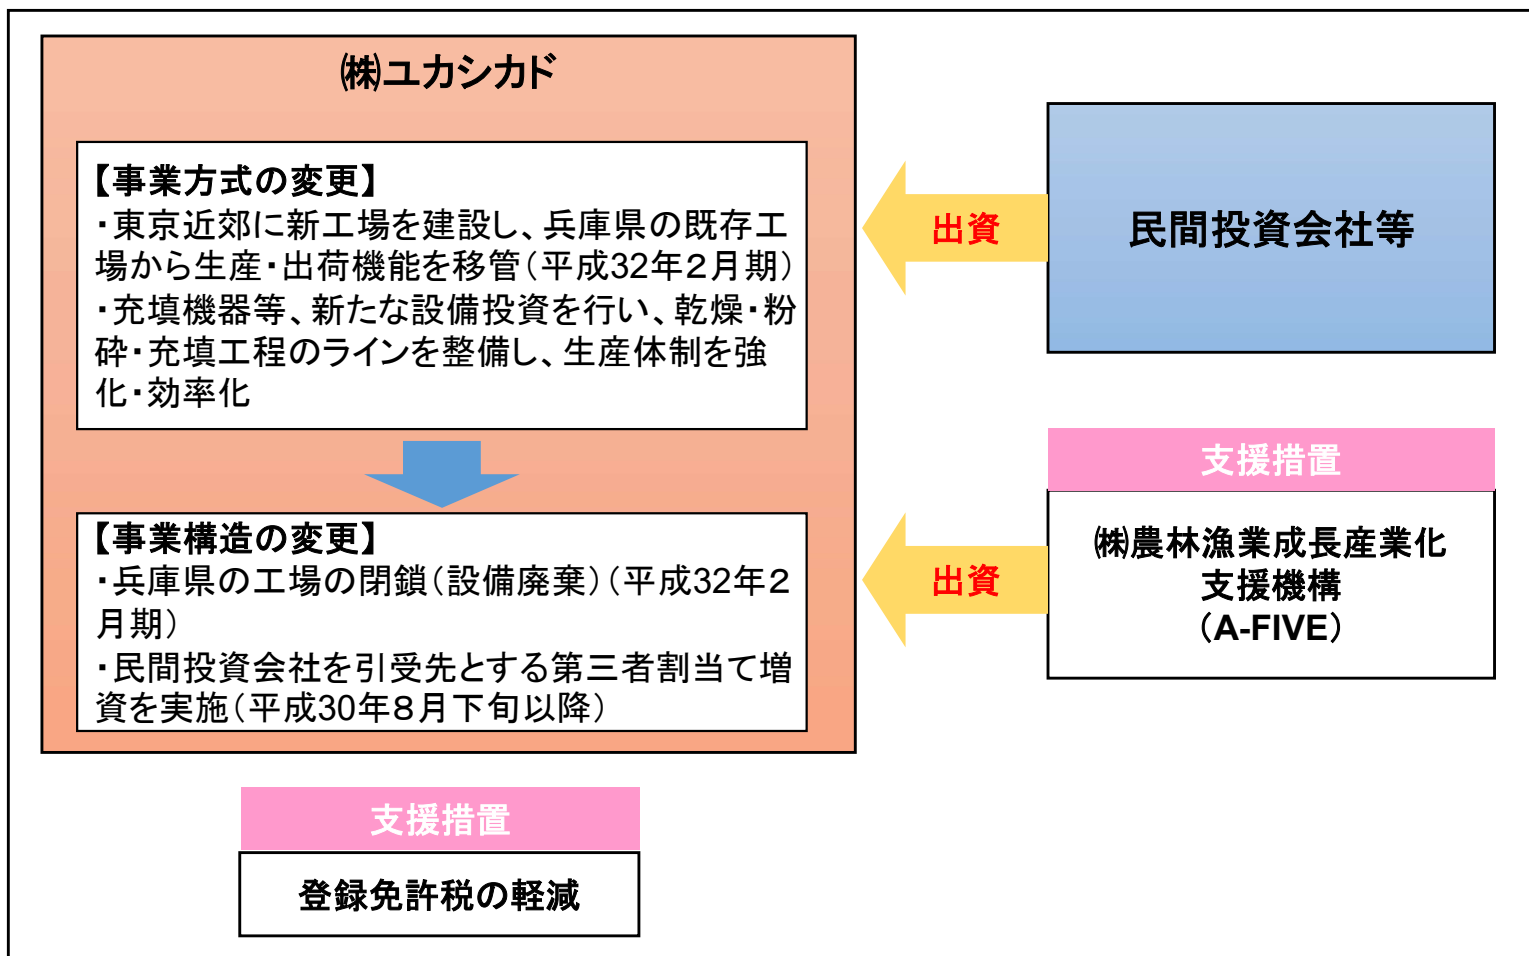 ㈱ユカシカド
【事業方式の変更】
・東京近郊に新工場を建設し、兵庫県の既存工
場から生産・出荷機能を移管(平成32年２月期)
・充填機器等、新たな設備投資を行い、乾燥・粉
砕・充填工程のラインを整備し、生産体制を強
化・効率化
【事業構造の変更】
・兵庫県の工場の閉鎖(設備廃棄)(平成32年２
月期)
・民間投資会社を引受先とする第三者割当て増
資を実施(平成30年８月下旬以降)
出資
民間投資会社等
支援措置
出資
㈱農林漁業成長産業化
支援機構
(A-FIVE)
支援措置
登録免許税の軽減